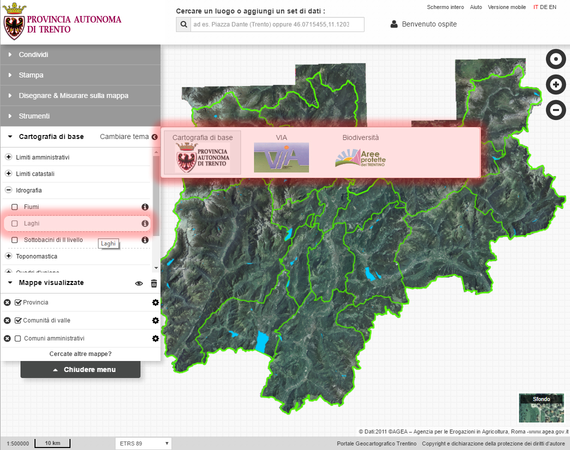 PROVINCIA AUTONOMA
DI TRENTO
Cercare un luogo o aggiungi un set di dati :
ad es. Piazza Dante (Trento) oppure 46.0715455,11.1201
Schermo intero Aiuto Versione mobile IT DE EN
Benvenuto ospite
Condividi
Stampa
Disegnare & Misurare sulla mappa
Strumenti
Cartografia di base Cambiare tema
Limiti amministrativi
Limiti catastali
Idrografia
Fiumi
Laghi
Sottobacini di II livello
Laghi
Toponomastica
Mappe visualizzate
Provincia
Comunità di valle
Comuni amministrativi
Cercate altre mappe?
Chiudere menu
Cartografia di base VIA Biodiversità
PROVINCIA
AUTONOMA
DI TRENTO
VIA
Aree
protette
del TRENTINO
Sfondo
© Dati:2011 ©AGEA – Agenzia per le Erogazioni in Agricoltura, Roma -www.agea.gov.it
1:500000 10 km ETRS 89 Portale Geocartografico Trentino Copyright e dichiarazione della protezione dei diritti d'autore